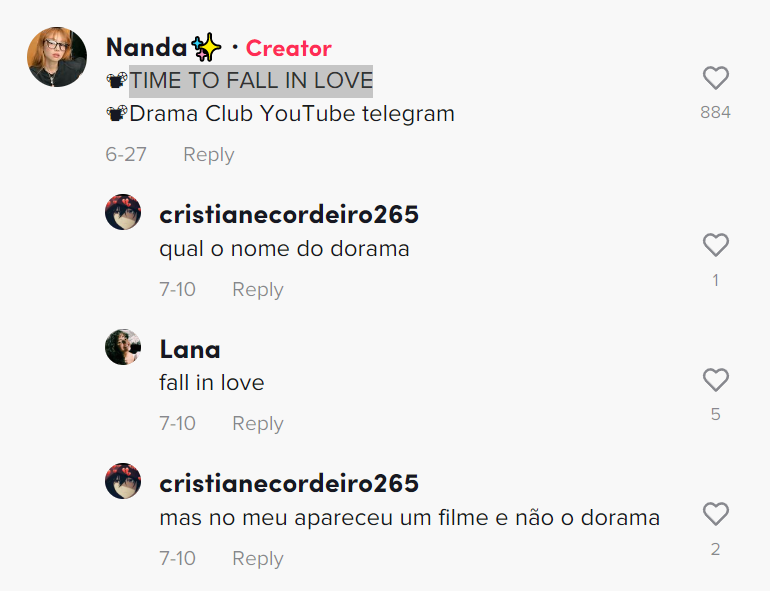 Nanda✨ · Creator
📽TIME TO FALL IN LOVE
📽Drama Club YouTube telegram
884
6-27 Reply
cristianecordeiro265
qual o nome do dorama
1
7-10 Reply
Lana
fall in love
5
7-10 Reply
cristianecordeiro265
mas no meu apareceu um filme e não o dorama
2
7-10 Reply